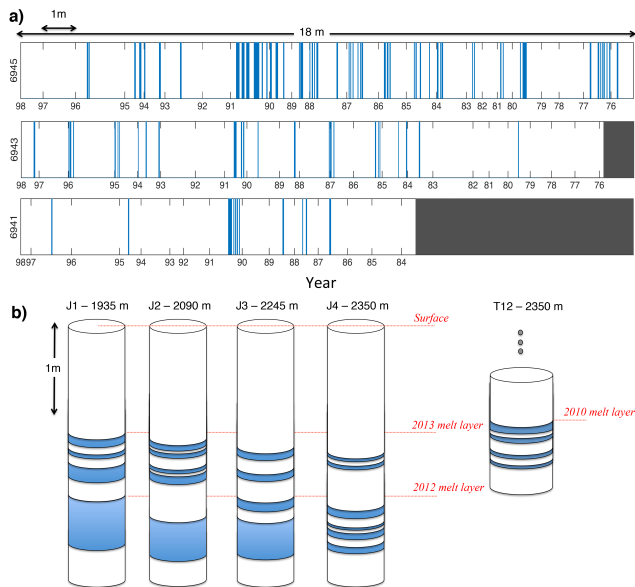 a)
1m
18 m
6945
98 97 96 95 94 93 92 91 90 89 88 87 86 85 84 83 82 81 80 79 78 77 76
6943
98 97 96 95 94 93 92 91 90 89 88 87 86 85 84 83 82 81 80 79 77 76
6941
9897 96 95 94 93 92 91 90 88 87 86 85 84
Year
b)
J1 – 1935 m J2 – 2090 m J3 – 2245 m J4 – 2350 m T12 – 2350 m
Surface
1m
2010 melt layer
2013 melt layer
2012 melt layer